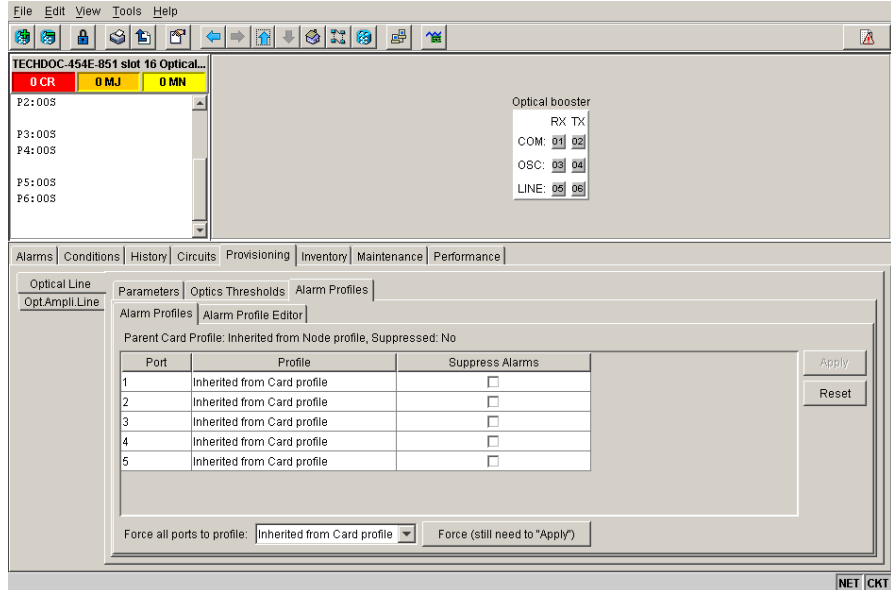 File Edit View Tools Help
TECHDOC-454E-851 slot 16 Optical...
0 CR 0 MJ 0 MN
P2:OOS
P3:OOS
P4:OOS
P5:OOS
P6:OOS
Optical booster
RX TX
COM: 01 02
OSC: 03 04
LINE: 05 06
Alarms Conditions History Circuits Provisioning Inventory Maintenance Performance
Optical Line
Opt.Ampli.Line
Parameters Optics Thresholds Alarm Profiles
Alarm Profiles Alarm Profile Editor
Parent Card Profile: Inherited from Node profile, Suppressed: No
Port Profile Suppress Alarms
1 Inherited from Card profile
2 Inherited from Card profile
3 Inherited from Card profile
4 Inherited from Card profile
5 Inherited from Card profile
Apply
Reset
Force all ports to profile: Inherited from Card profile Force (still need to "Apply")
NET CKT